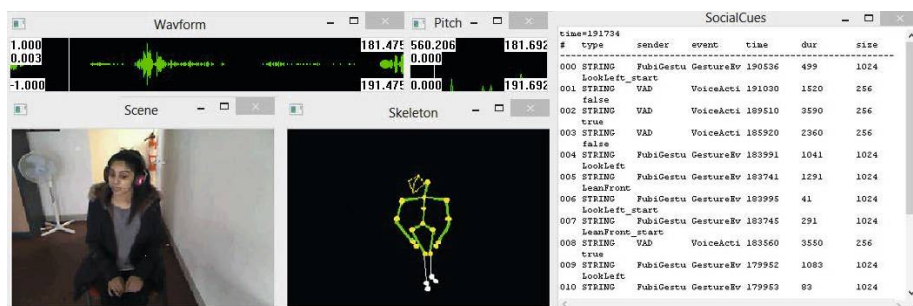 Wavform
1.000
0.003
-1.000
181.475
191.475
Pitch
560.206
0.000
0.000
181.692
191.692
Scene
Skeleton
SocialCues
time=191734
# type sender event time dur size
000 STRING FubiGestu GestureEv 190536 499 1024
LookLeft_start
001 STRING VAD VoiceActi 191030 1520 256
false
002 STRING VAD VoiceActi 189510 3590 256
true
003 STRING VAD VoiceActi 185920 2360 256
false
004 STRING FubiGestu GestureEv 183991 1041 1024
LookLeft
005 STRING FubiGestu GestureEv 183741 1291 1024
LeanFront
006 STRING FubiGestu GestureEv 183995 41 1024
LookLeft_start
007 STRING FubiGestu GestureEv 183745 291 1024
LeanFront_start
008 STRING VAD VoiceActi 183560 3550 256
true
009 STRING FubiGestu GestureEv 179952 1083 1024
LookLeft
010 STRING FubiGestu GestureEv 179953 83 1024